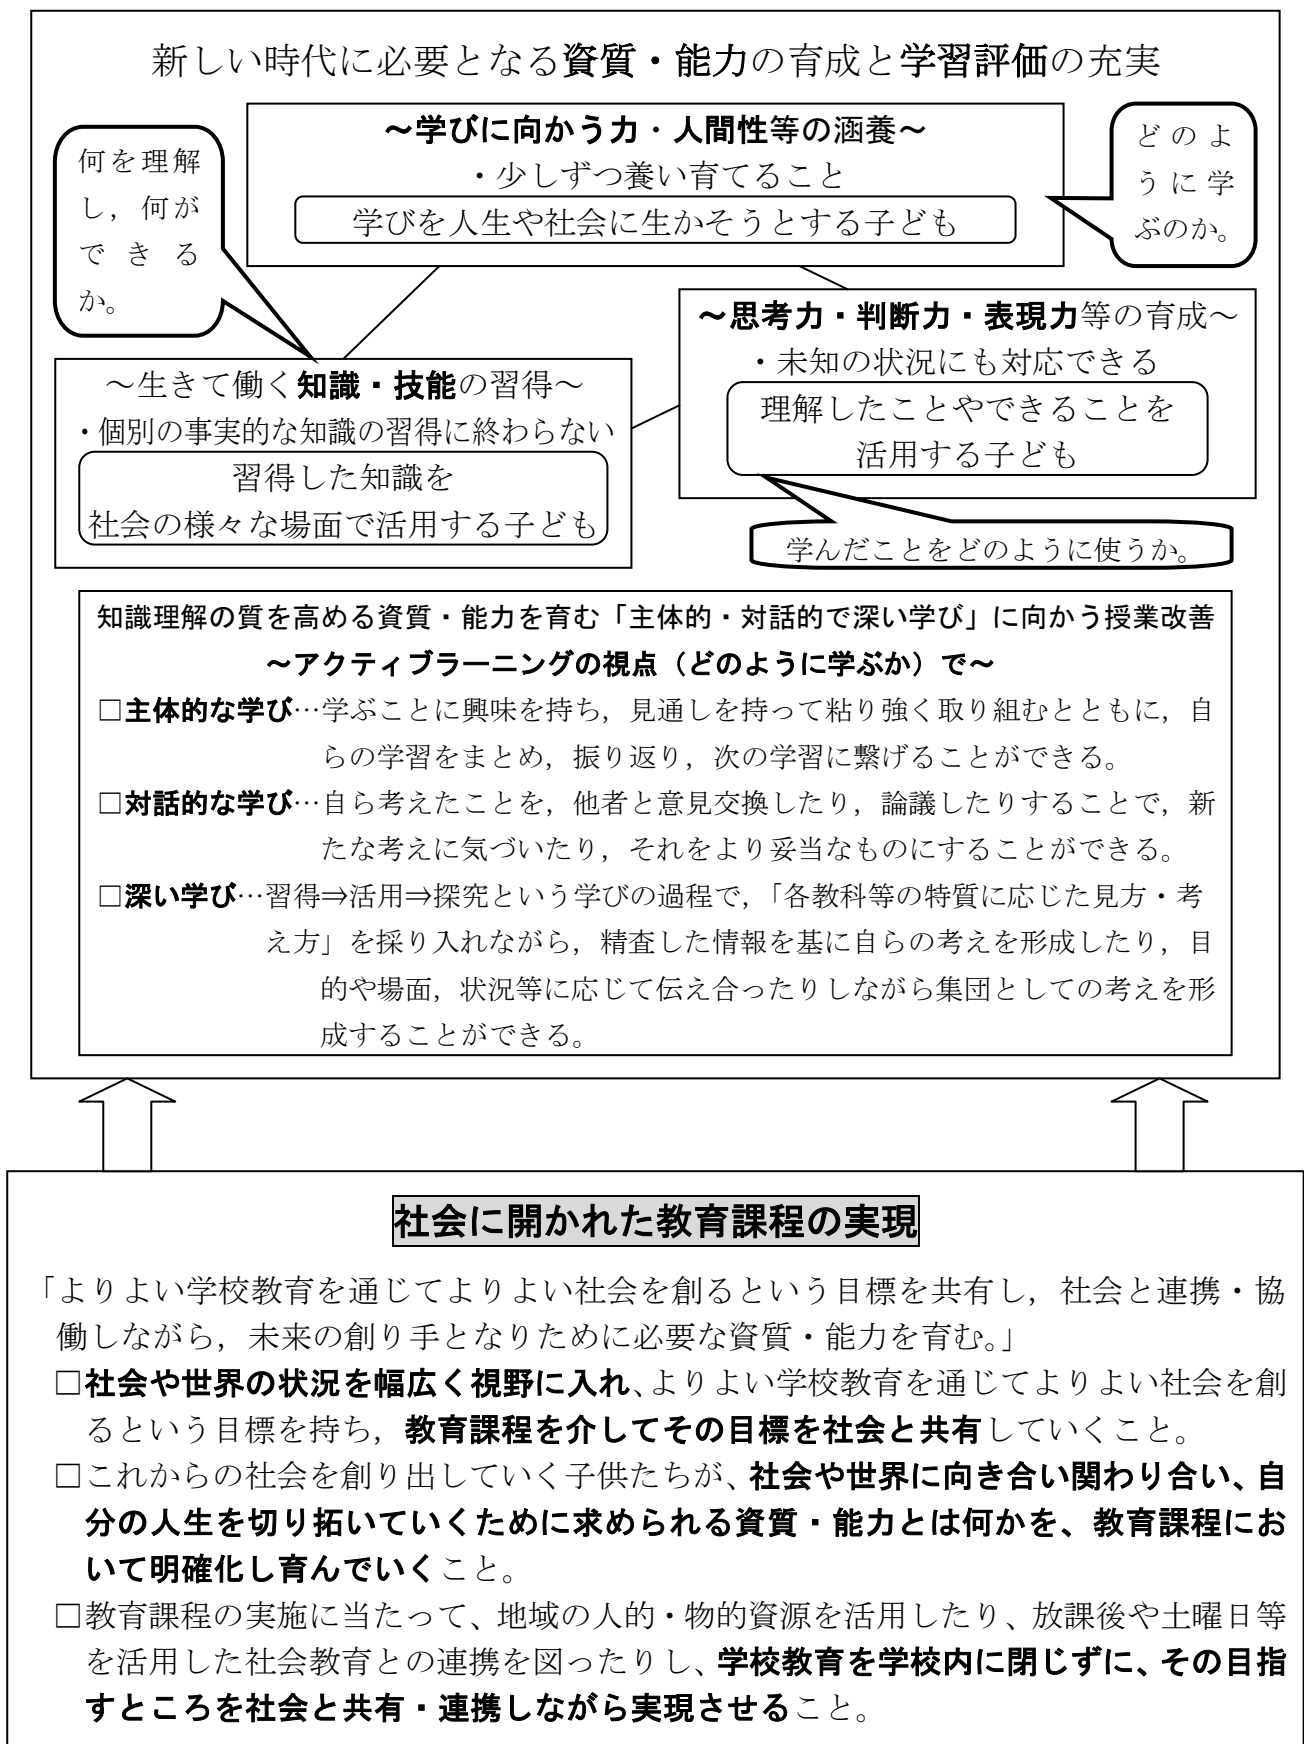 新しい時代に必要となる資質・能力の育成と学習評価の充実
～学びに向かう力・人間性等の涵養～
・少しずつ養い育てること
学びを人生や社会に生かそうとする子ども
何を理解
し，何が
できる
か。
どのよ
うに学
ぶのか。
～思考力・判断力・表現力等の育成～
・未知の状況にも対応できる
理解したことやできることを
活用する子ども
～生きて働く知識・技能の習得～
・個別の事実的な知識の習得に終わらない
習得した知識を
社会の様々な場面で活用する子ども
学んだことをどのように使うか。
知識理解の質を高める資質・能力を育む「主体的・対話的で深い学び」に向かう授業改善
～アクティブラーニングの視点（どのように学ぶか）で～
□主体的な学び…学ぶことに興味を持ち，見通しを持って粘り強く取り組むとともに，自
らの学習をまとめ，振り返り，次の学習に繋げることができる。
□対話的な学び…自ら考えたことを，他者と意見交換したり，論議したりすることで，新
たな考えに気づいたり，それをより妥当なものにすることができる。
□深い学び…習得⇒活用⇒探究という学びの過程で，「各教科等の特質に応じた見方・考
え方」を採り入れながら，精査した情報を基に自らの考えを形成したり，目
的や場面，状況等に応じて伝え合ったりしながら集団としての考えを形
成することができる。
社会に開かれた教育課程の実現
「よりよい学校教育を通じてよりよい社会を創るという目標を共有し，社会と連携・協
働しながら，未来の創り手となりために必要な資質・能力を育む。」
□社会や世界の状況を幅広く視野に入れ、よりよい学校教育を通じてよりよい社会を創
るという目標を持ち，教育課程を介してその目標を社会と共有していくこと。
□これからの社会を創り出していく子供たちが、社会や世界に向き合い関わり合い、自
分の人生を切り拓いていくために求められる資質・能力とは何かを、教育課程にお
いて明確化し育んでいくこと。
□教育課程の実施に当たって、地域の人的・物的資源を活用したり、放課後や土曜日等
を活用した社会教育との連携を図ったりし、学校教育を学校内に閉じずに、その目指
すところを社会と共有・連携しながら実現させること。